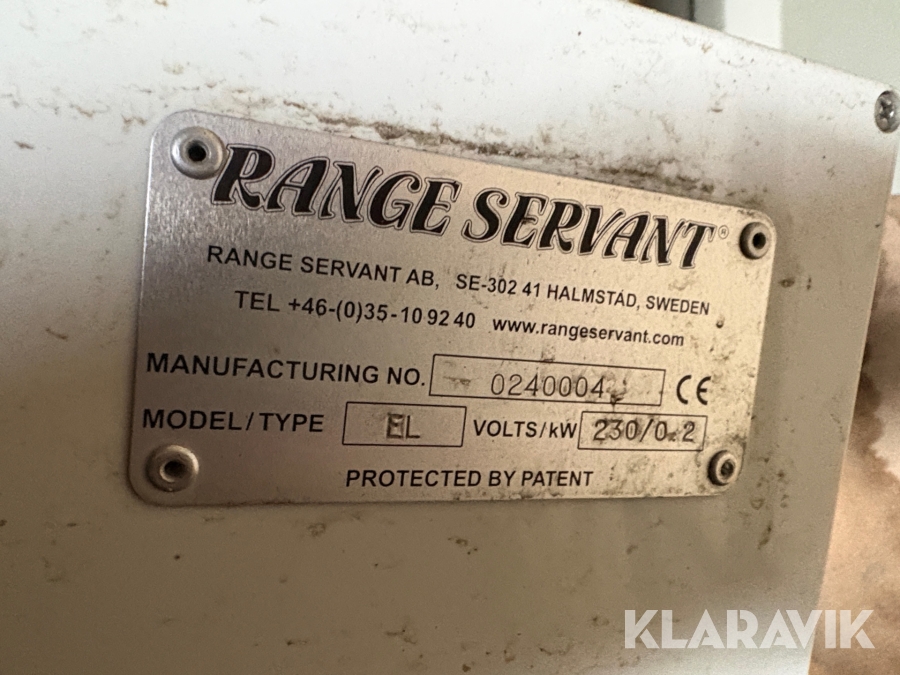 RANGE SERVANT®
RANGE SERVANT AB, SE-302 41 HALMSTAD, SWEDEN
TEL +46-(0)35-10 92 40 www.rangeservant.com
MANUFACTURING NO. 0240004 CE
MODEL/TYPE EL VOLTS/kW 230/0.2
PROTECTED BY PATENT
KLARAVIK